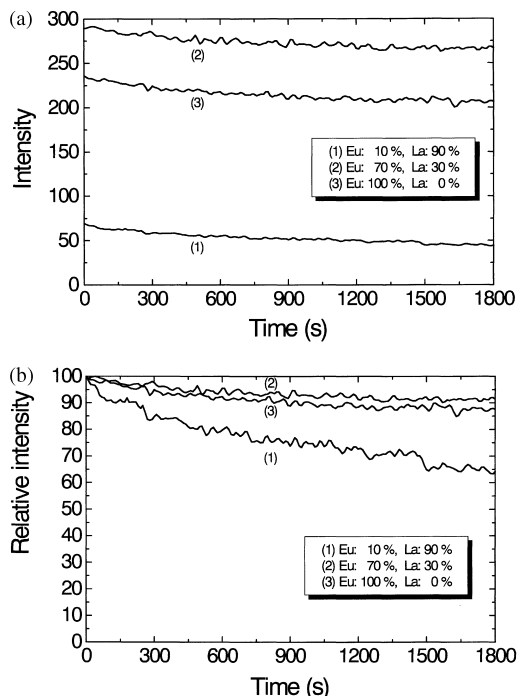 (a)
300
250
200
150
100
50
0
Intensity
(2)
(3)
(1)
(1) Eu: 10 %, La: 90 %
(2) Eu: 70 %, La: 30 %
(3) Eu: 100 %, La: 0 %
0 300 600 900 1200 1500 1800
Time (s)
(b)
100
90
80
70
60
50
40
30
20
10
0
Relative intensity
(2)
(3)
(1)
(1) Eu: 10 %, La: 90 %
(2) Eu: 70 %, La: 30 %
(3) Eu: 100 %, La: 0 %
0 300 600 900 1200 1500 1800
Time (s)